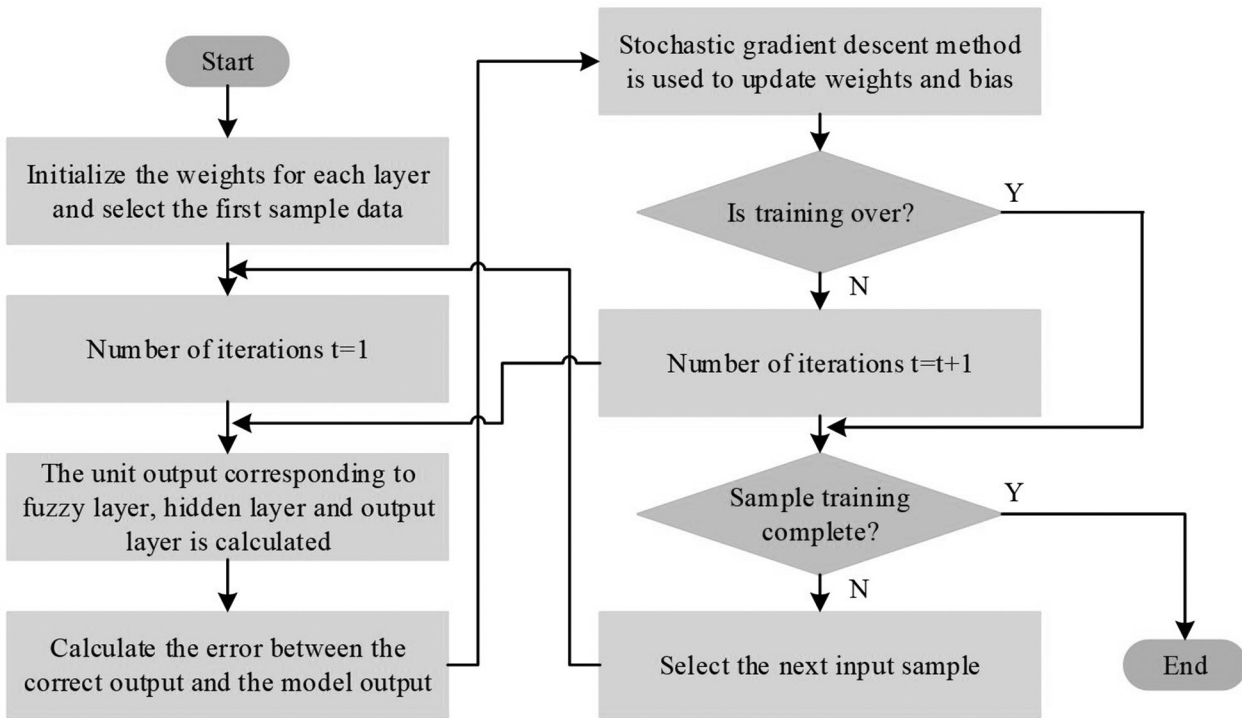 Start
Initialize the weights for each layer
and select the first sample data
Number of iterations t=1
The unit output corresponding to
fuzzy layer, hidden layer and output
layer is calculated
Calculate the error between the
correct output and the model output
Stochastic gradient descent method
is used to update weights and bias
Is training over?
Y
N
Number of iterations t=t+1
Sample training
complete?
Y
N
Select the next input sample
End